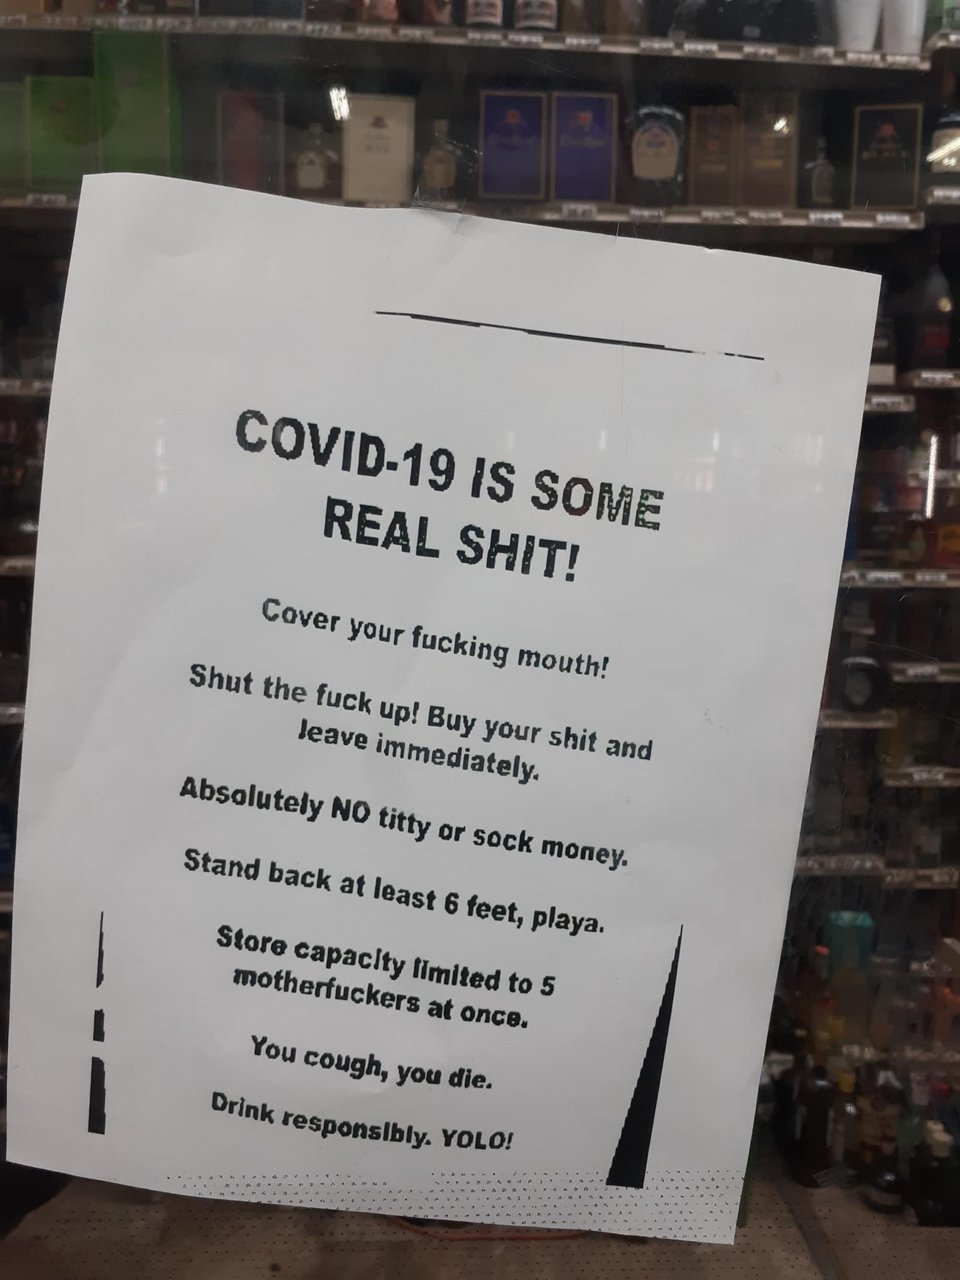 COVID-19 IS SOME
REAL SHIT!
Cover your fucking mouth!
Shut the fuck up! Buy your shit and
leave immediately.
Absolutely NO titty or sock money.
Stand back at least 6 feet, playa.
Store capacity limited to 5
motherfuckers at once.
You cough, you die.
Drink responsibly. YOLO!